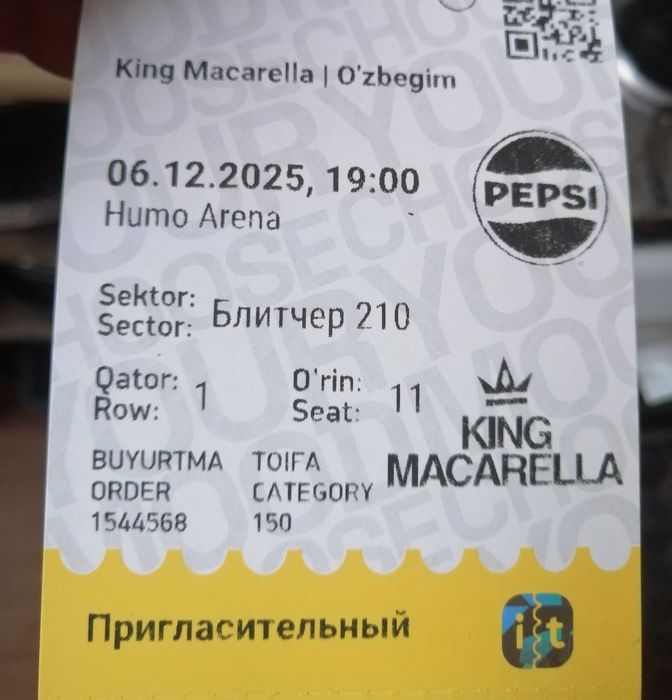 King Macarella | O'zbegim
06.12.2025, 19:00
Humo Arena
PEPSI
Sektor:
Sector: Блитчер 210
Qator:
Row: 1
O'rin:
Seat: 11
KING
MACARELLA
BUYURTMA
ORDER
1544568
TOIFA
CATEGORY
150
Пригласительный
it